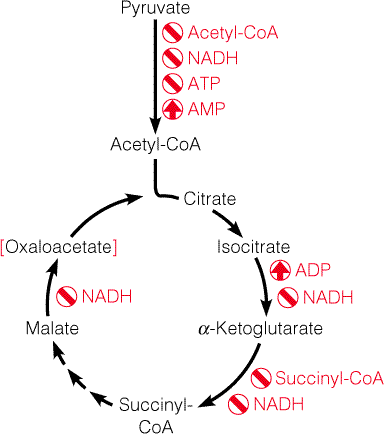 Pyruvate
Acetyl-CoA
NADH
ATP
AMP
Acetyl-CoA
Citrate
[Oxaloacetate]
Isocitrate
ADP
NADH
NADH
Malate
α-Ketoglutarate
Succinyl-CoA
NADH
Succinyl-
CoA